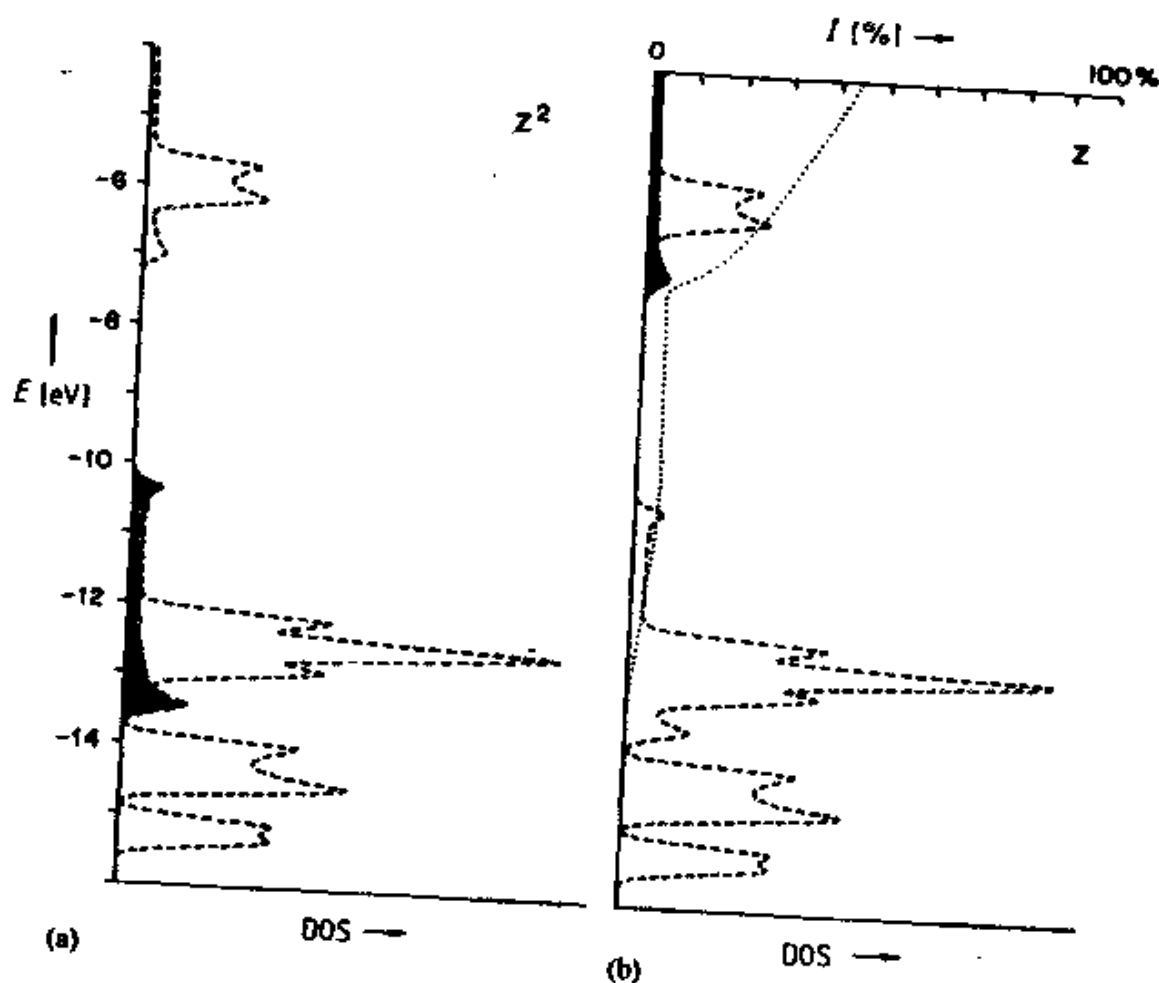 z²
-6
-8
E [eV]
-10
-12
-14
DOS →
(a)
I [%] →
0
100%
z
DOS →
(b)